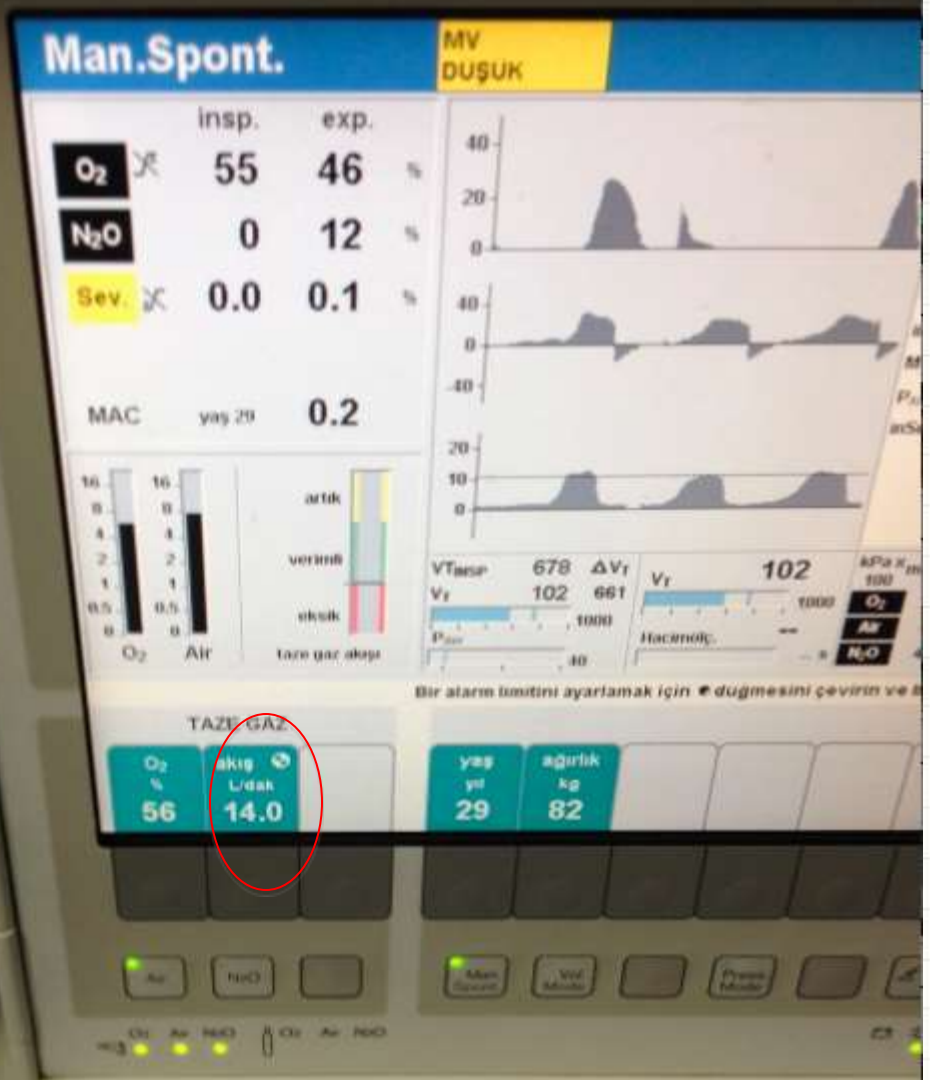 Man.Spont.
MV
DUŞUK
insp. exp.
O₂ 55 46 %
N₂O 0 12 %
Sev. 0.0 0.1 %
MAC yaş 29 0.2
40
20
0
40
0
-40
20
10
0
16 16
8 8
4 4
2 2
1 1
0.5 0.5
0 0
O₂ Air
artık
verimli
eksik
taze gaz akışı
VTINSP 678 ΔVT
VT 102 661
1000
40
VT 102
1000
Hacimölç. --
kPa x
100
O₂
Air
N₂O
Bir alarm limitini ayarlamak için düğmesini çevirin ve
TAZE GAZ
O₂
%
56
akış
L/dak
14.0
yaş
yıl
29
ağırlık
kg
82
Air N₂O
Man
Spont
Vol
Mode
Press
Mode
O₂ Air N₂O O₂ Air N₂O